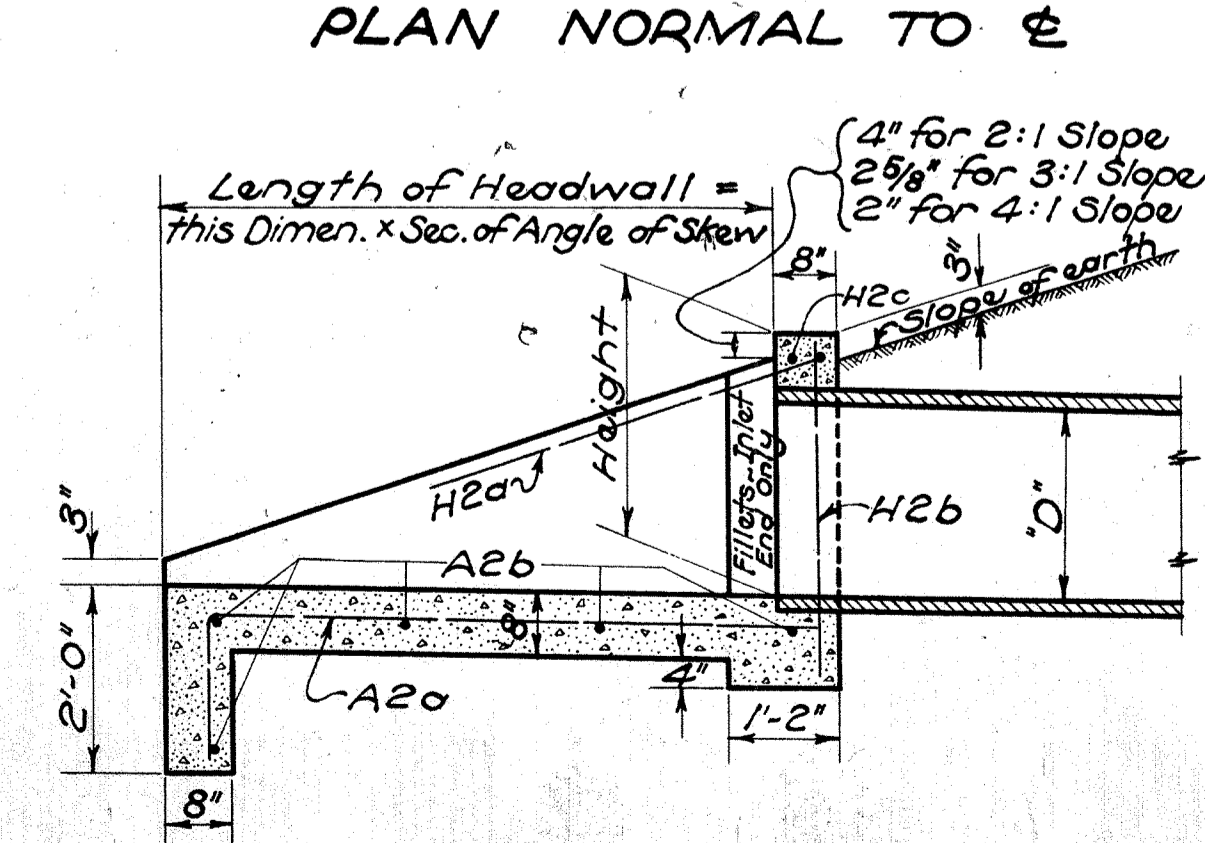 PLAN NORMAL TO ℄
4" for 2:1 Slope
2 5/8" for 3:1 Slope
2" for 4:1 Slope
Length of Headwall =
this Dimen. × Sec. of Angle of Skew
8"
3"
H2c
Slope of earth
Height
H2a
Fillets~Inlet
End Only
H2b
"D"
3"
A2b
8"
2'-0"
A2a
4"
1'-2"
8"